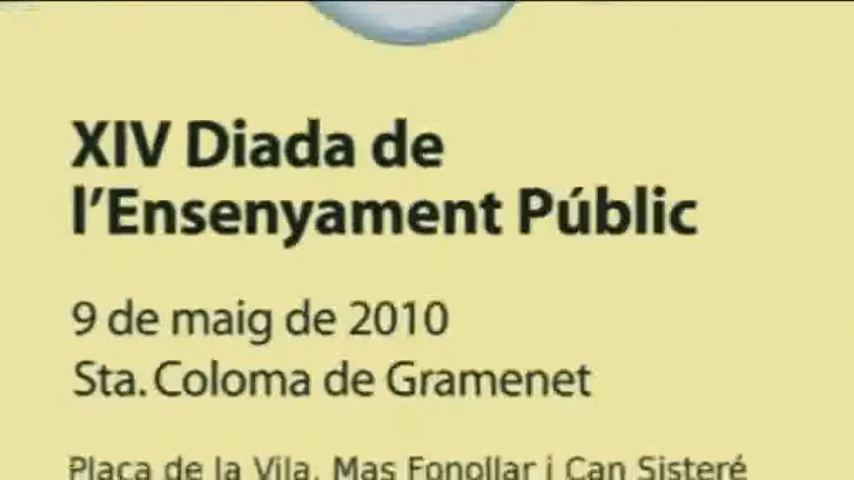 XIV Diada de
l'Ensenyament Públic
9 de maig de 2010
Sta. Coloma de Gramenet
Plaça de la Vila, Mas Fonollar i Can Sisteré